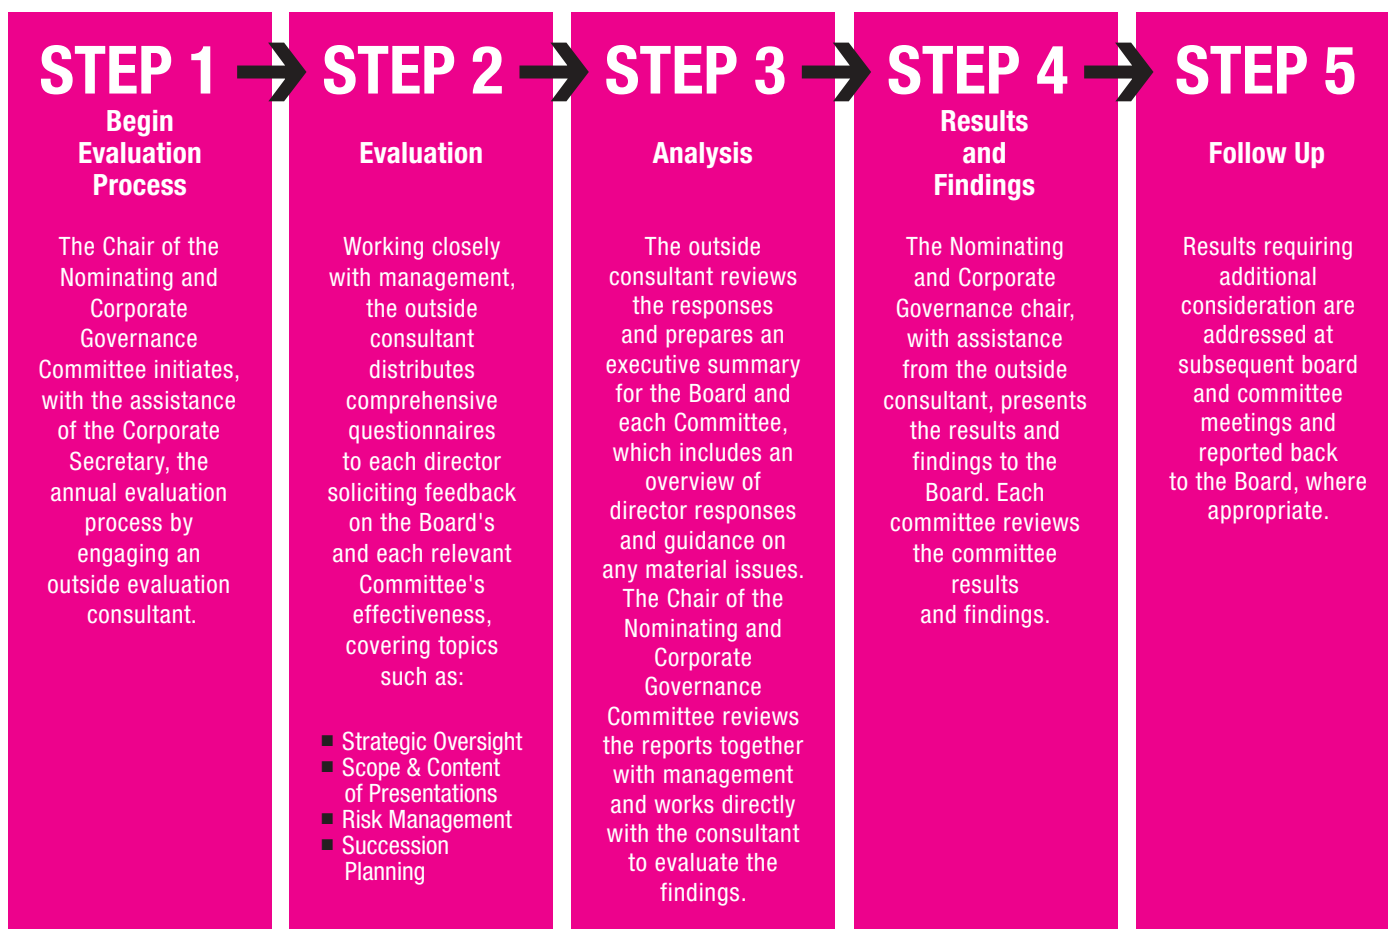 STEP 1
Begin
Evaluation
Process
The Chair of the
Nominating and
Corporate
Governance
Committee initiates,
with the assistance
of the Corporate
Secretary, the
annual evaluation
process by
engaging an
outside evaluation
consultant.
STEP 2
Evaluation
Working closely
with management,
the outside
consultant
distributes
comprehensive
questionnaires
to each director
soliciting feedback
on the Board's
and each relevant
Committee's
effectiveness,
covering topics
such as:
■ Strategic Oversight
■ Scope & Content
of Presentations
■ Risk Management
■ Succession
Planning
STEP 3
Analysis
The outside
consultant reviews
the responses
and prepares an
executive summary
for the Board and
each Committee,
which includes an
overview of
director responses
and guidance on
any material issues.
The Chair of the
Nominating and
Corporate
Governance
Committee reviews
the reports together
with management
and works directly
with the consultant
to evaluate the
findings.
STEP 4
Results
and
Findings
The Nominating
and Corporate
Governance chair,
with assistance
from the outside
consultant, presents
the results and
findings to the
Board. Each
committee reviews
the committee
results
and findings.
STEP 5
Follow Up
Results requiring
additional
consideration are
addressed at
subsequent board
and committee
meetings and
reported back
to the Board, where
appropriate.